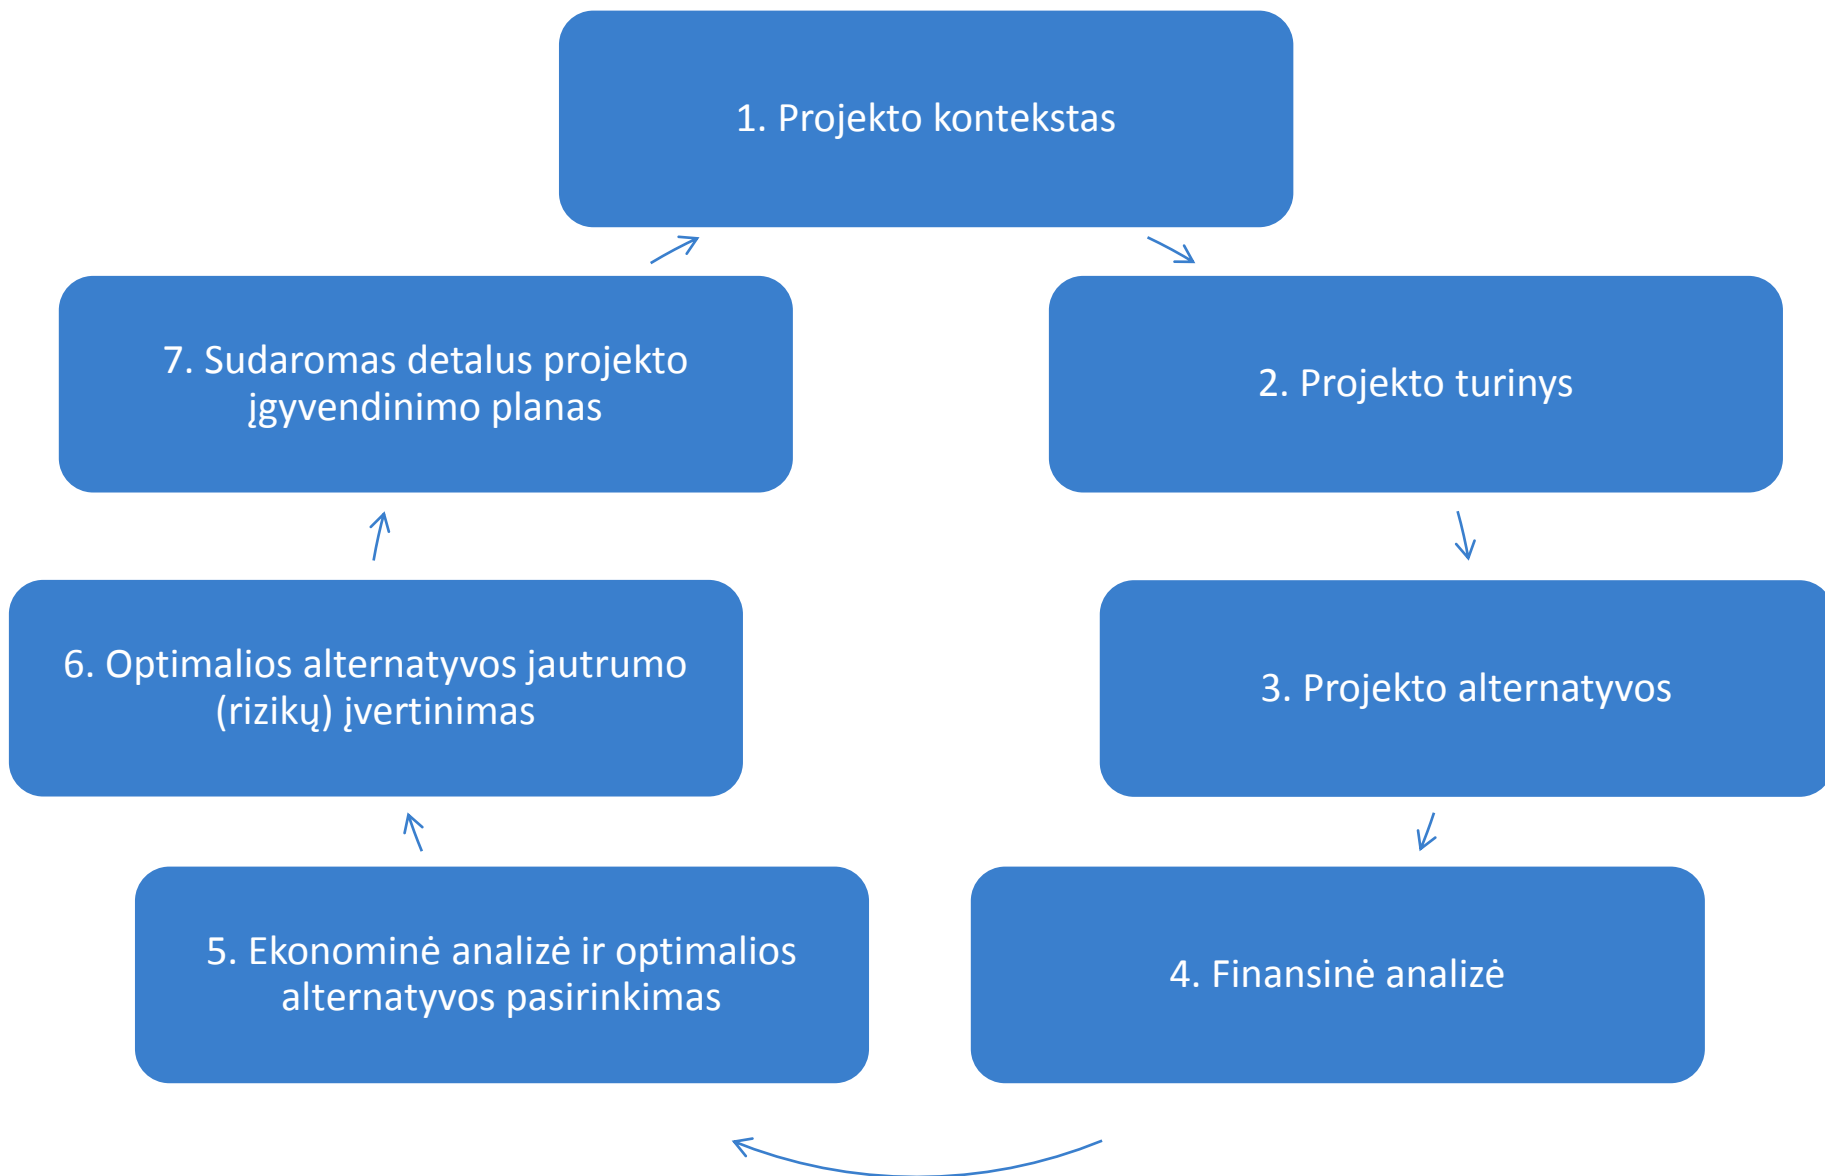 1. Projekto kontekstas
2. Projekto turinys
3. Projekto alternatyvos
4. Finansinė analizė
5. Ekonominė analizė ir optimalios
alternatyvos pasirinkimas
6. Optimalios alternatyvos jautrumo
(rizikų) įvertinimas
7. Sudaromas detalus projekto
įgyvendinimo planas